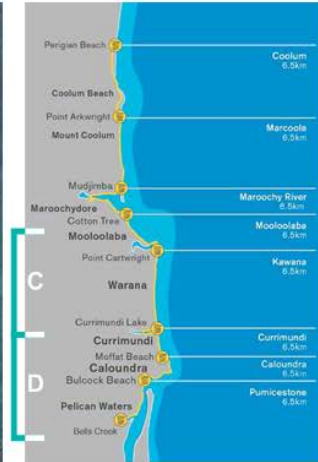 Perigian Beach
Coolum
6.5km
Coolum Beach
Point Arkwright
Marcoola
6.5km
Mount Coolum
Mudjimba
Maroochy River
6.5km
Maroochydore
Cotton Tree
Mooloolaba
6.5km
Mooloolaba
Point Cartwright
Kawana
6.5km
C
Warana
Currimundi Lake
Currimundi
6.5km
Currimundi
Moffat Beach
Caloundra
6.5km
Caloundra
D
Bulcock Beach
Pumicestone
6.5km
Pelican Waters
Bells Creek